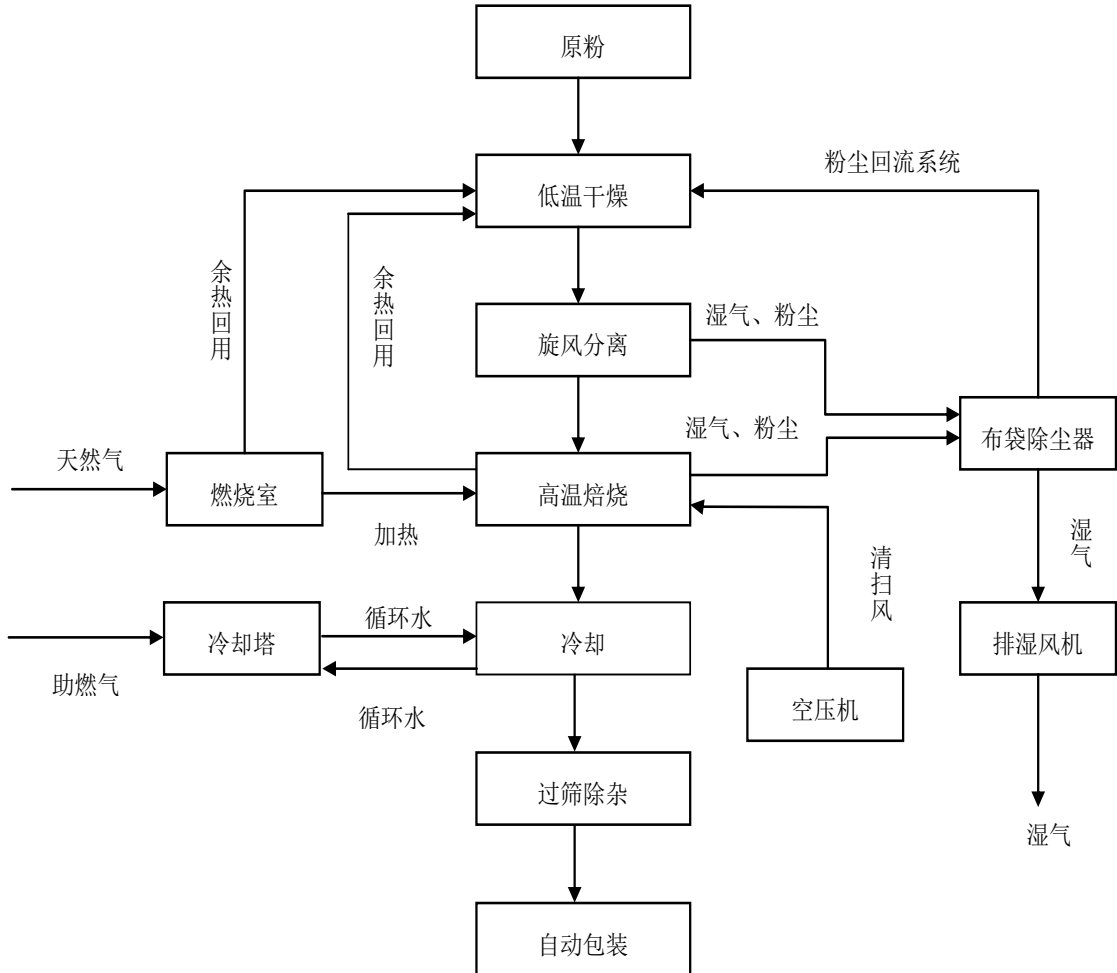 原粉
粉尘回流系统
低温干燥
余热回用
余热回用
湿气、粉尘
旋风分离
湿气、粉尘
布袋除尘器
天然气
燃烧室
高温焙烧
加热
湿气
清扫风
循环水
冷却塔
冷却
排湿风机
助燃气
循环水
空压机
过筛除杂
湿气
自动包装